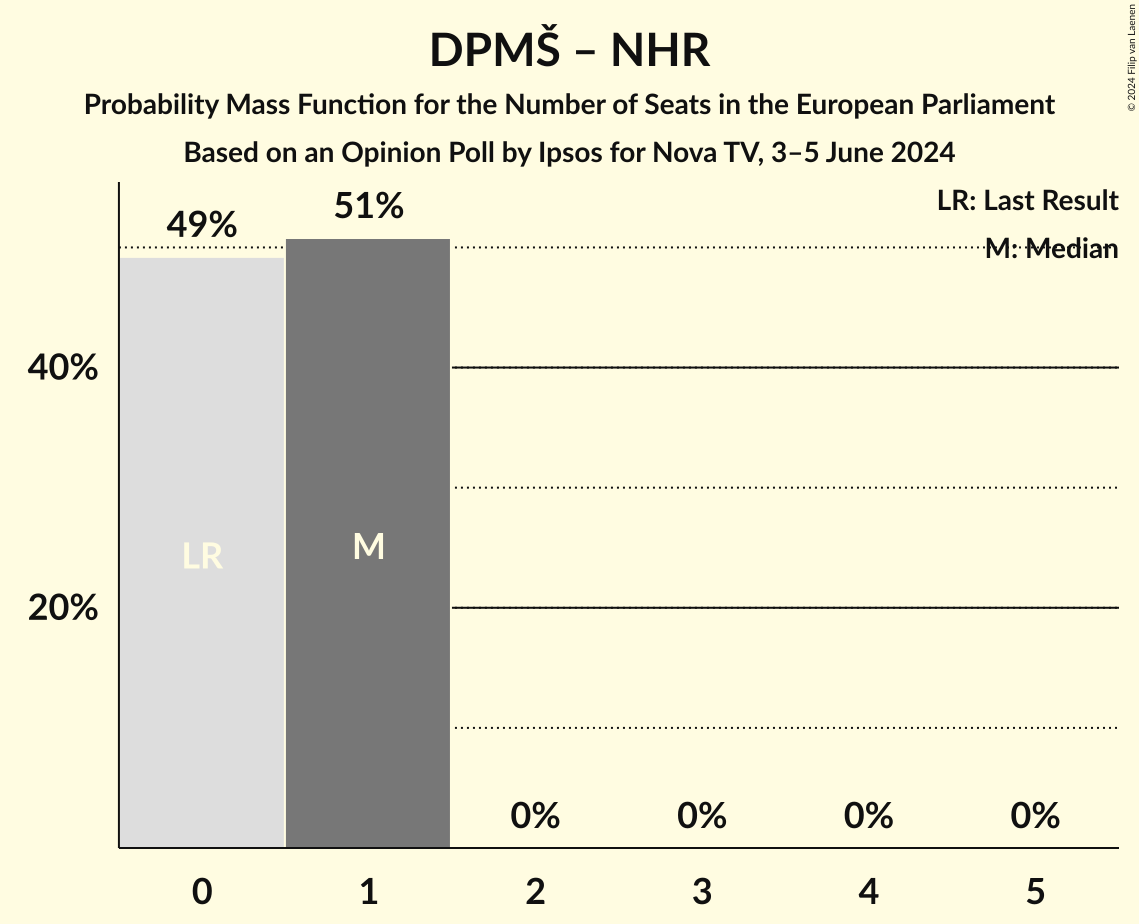 DPMŠ – NHR
Probability Mass Function for the Number of Seats in the European Parliament
Based on an Opinion Poll by Ipsos for Nova TV, 3–5 June 2024
© 2024 Filip van Laenen
LR: Last Result
M: Median
49%
51%
40%
20%
LR
M
0%
0%
0%
0%
0
1
2
3
4
5